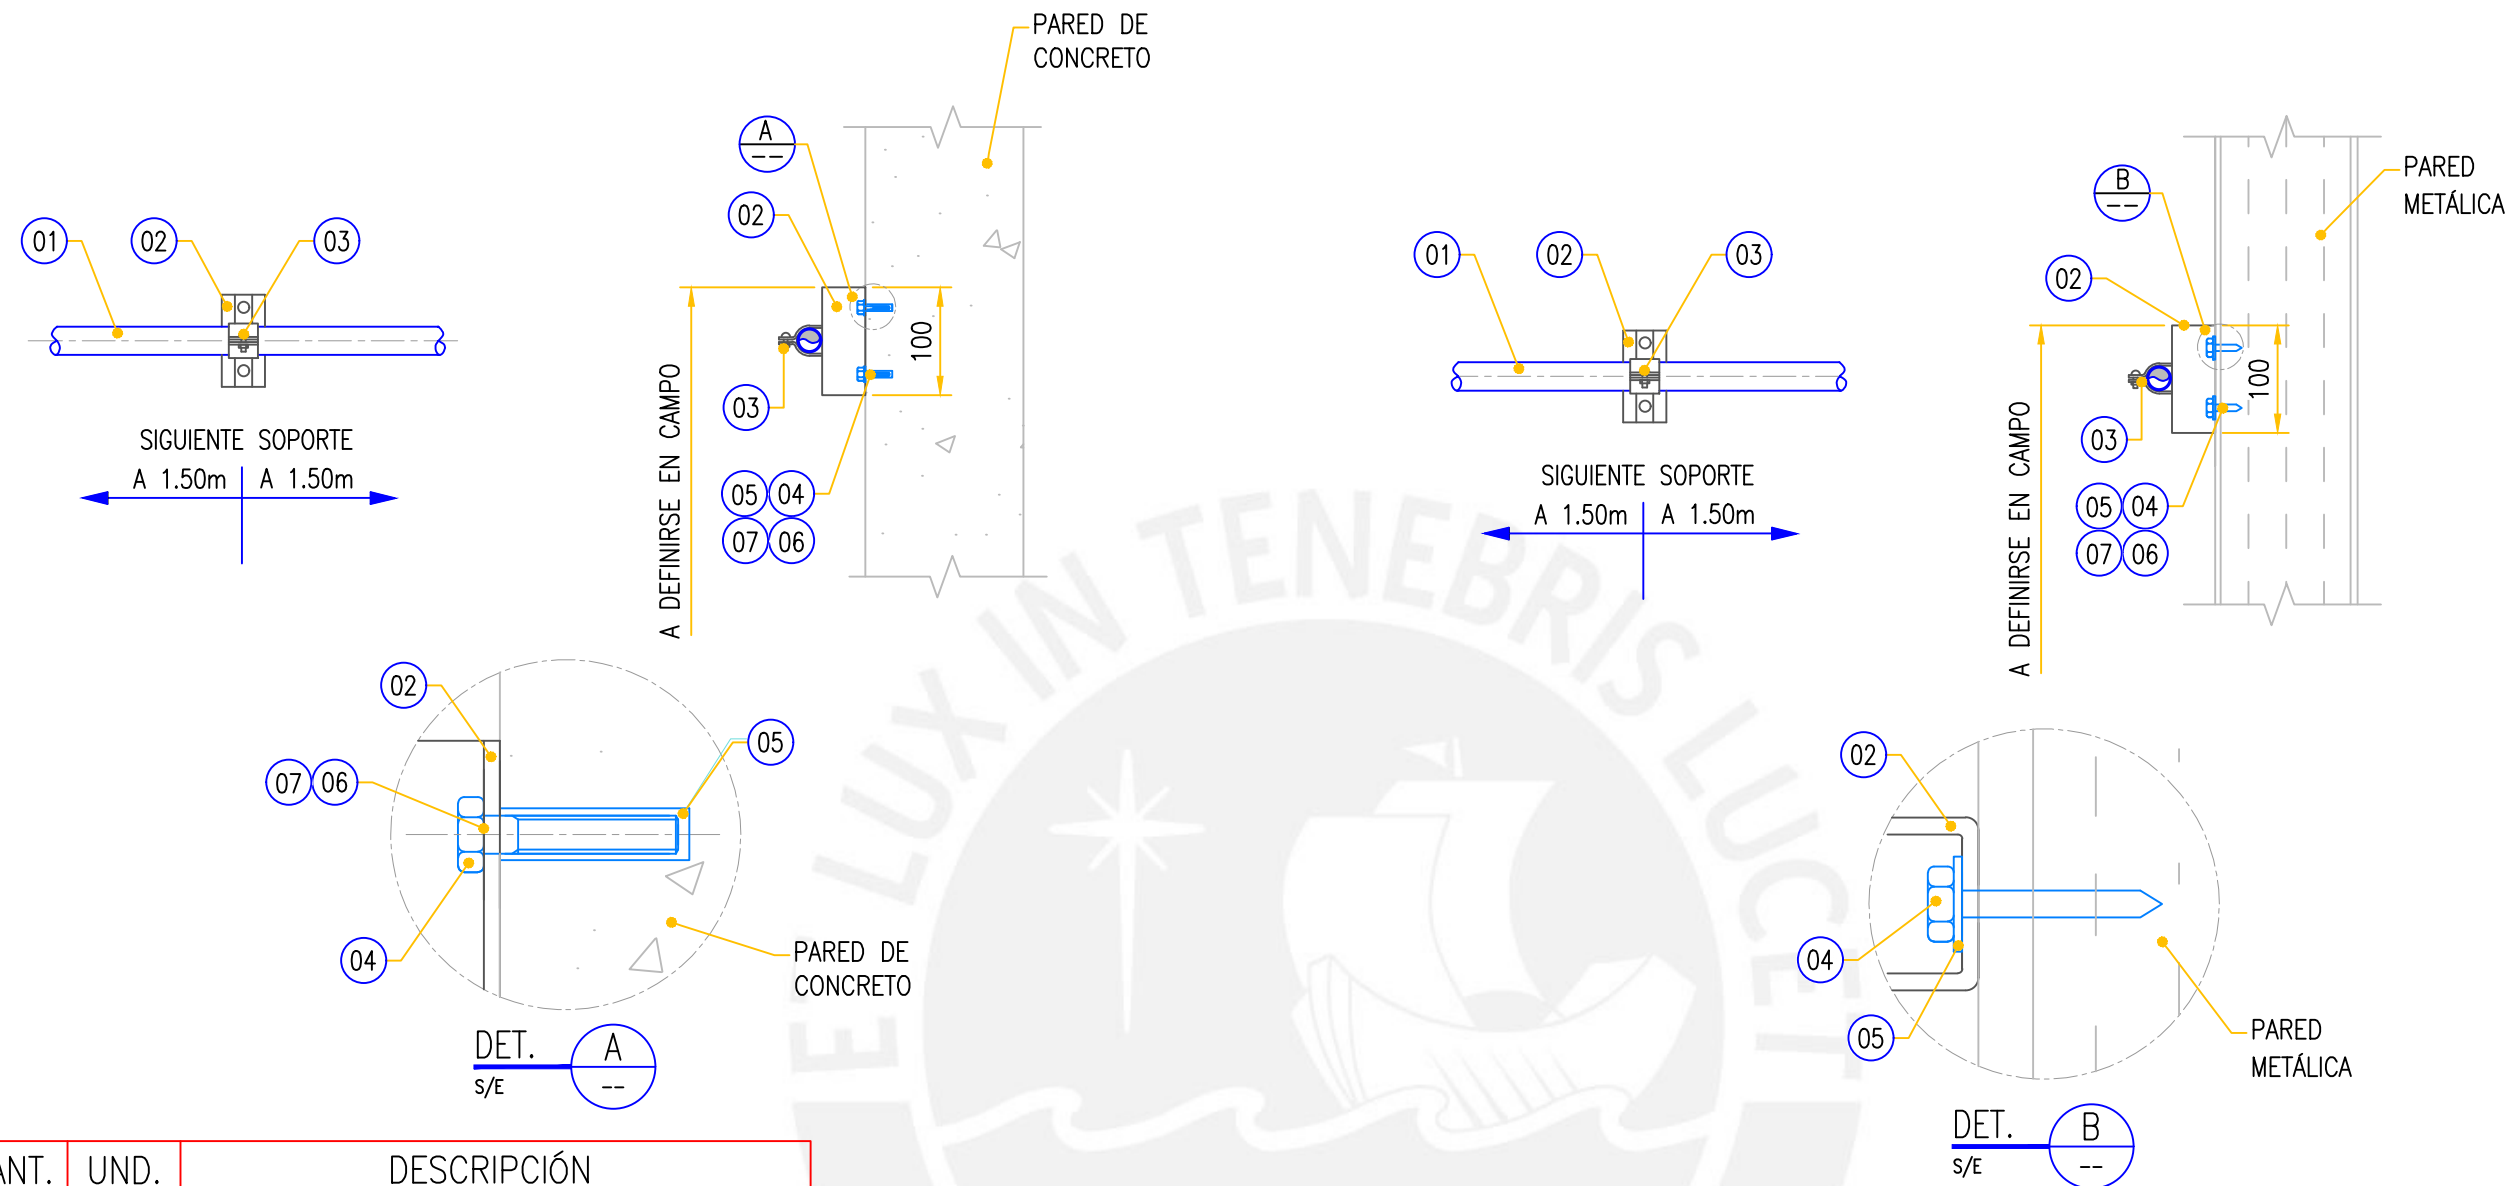 PARED DE
CONCRETO
A
--
02
01
02
03
100
03
A DEFINIRSE EN CAMPO
SIGUIENTE SOPORTE
A 1.50m
A 1.50m
05
04
07
06
PARED
METÁLICA
B
--
01
02
03
02
100
03
A DEFINIRSE EN CAMPO
SIGUIENTE SOPORTE
A 1.50m
A 1.50m
05
04
07
06
02
05
07
06
04
PARED DE
CONCRETO
DET.
A
S/E
--
02
04
05
PARED
METÁLICA
DET.
B
S/E
--
ANT.
UND.
DESCRIPCIÓN
E LUX IN TENEBRIS LUCET